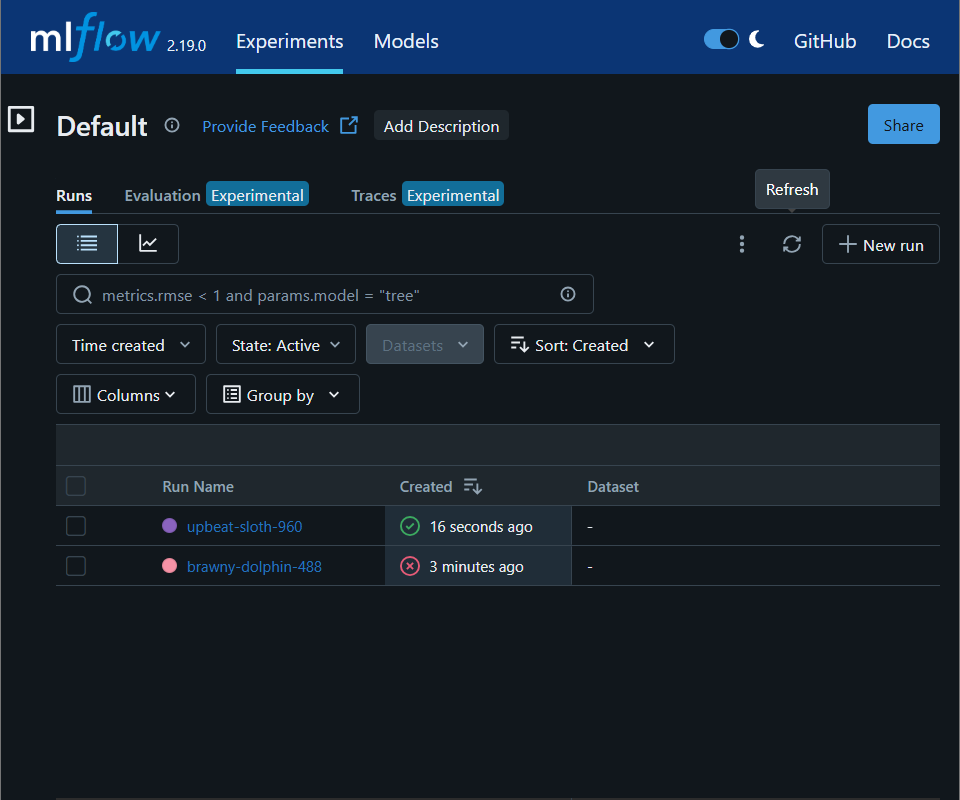 mlflow 2.19.0 Experiments Models GitHub Docs
Default Provide Feedback Add Description Share
Refresh
Runs Evaluation Experimental Traces Experimental
New run
metrics.rmse < 1 and params.model = "tree"
Time created State: Active Datasets Sort: Created
Columns Group by
Run Name Created Dataset
upbeat-sloth-960 16 seconds ago -
brawny-dolphin-488 3 minutes ago -